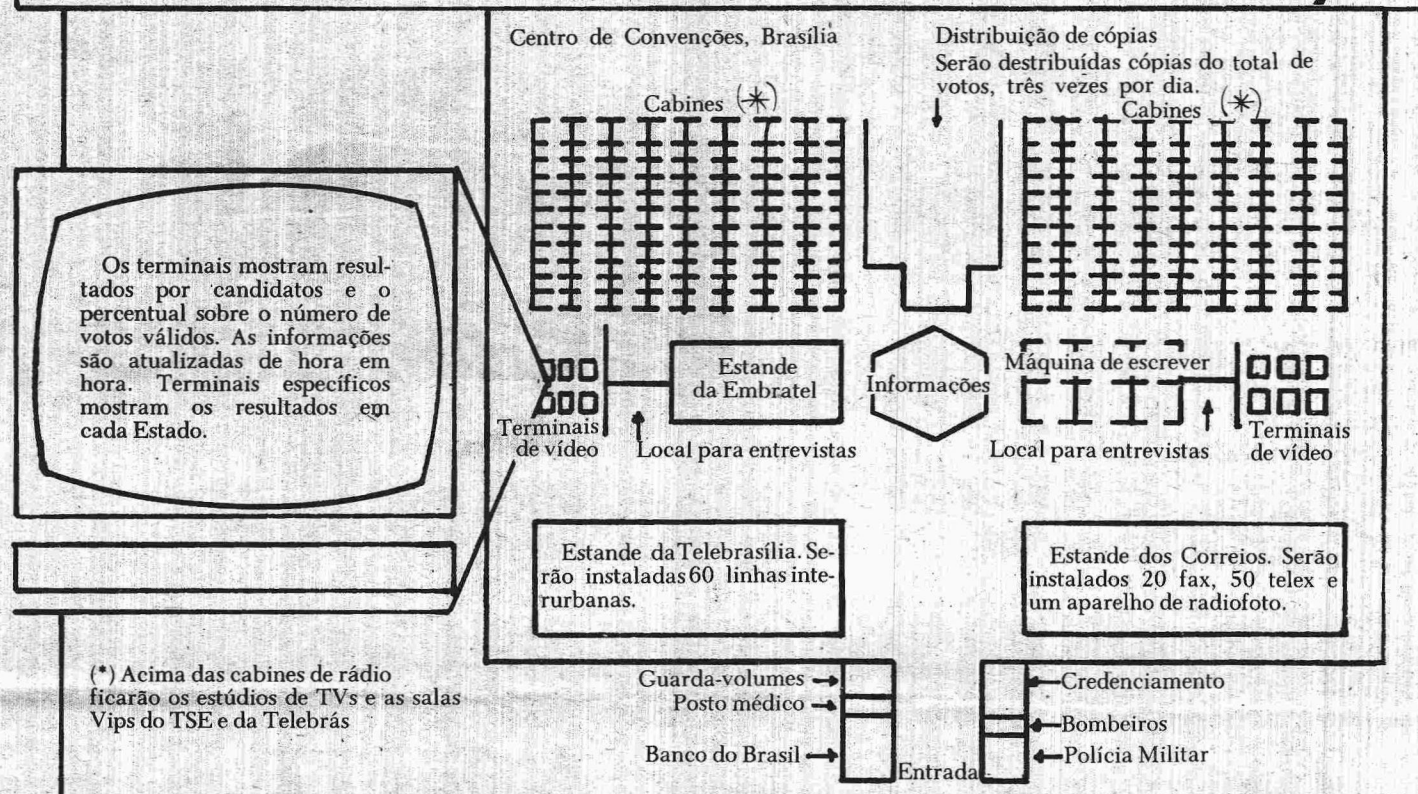 Centro de Convenções, Brasília
Distribuição de cópias
Serão destribuídas cópias do total de
votos, três vezes por dia.
Cabines (*)
Cabines (*)
Os terminais mostram resul-
tados por candidatos e o
percentual sobre o número de
votos válidos. As informações
são atualizadas de hora em
hora. Terminais específicos
mostram os resultados em
cada Estado.
Terminais
de vídeo
Local para entrevistas
Estande
da Embratel
Informações
Máquina de escrever
Local para entrevistas
Terminais
de vídeo
Estande da Telebrasília. Se-
rão instaladas 60 linhas inte-
rurbanas.
Estande dos Correios. Serão
instalados 20 fax, 50 telex e
um aparelho de radiofoto.
(*) Acima das cabines de rádio
ficarão os estúdios de TVs e as salas
Vips do TSE e da Telebrás
Guarda-volumes
Posto médico
Banco do Brasil
Entrada
Credenciamento
Bombeiros
Polícia Militar